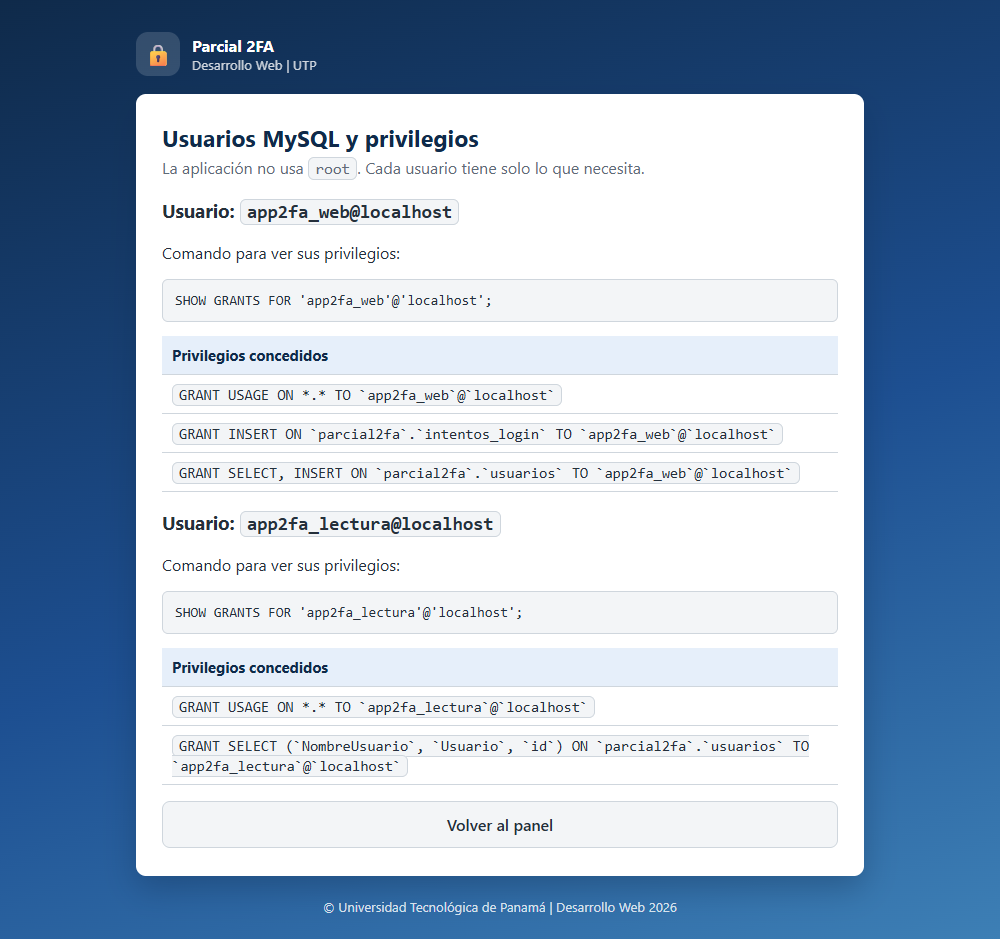 Parcial 2FA
Desarrollo Web | UTP
Usuarios MySQL y privilegios
La aplicación no usa root. Cada usuario tiene solo lo que necesita.
Usuario: app2fa_web@localhost
Comando para ver sus privilegios:
SHOW GRANTS FOR 'app2fa_web'@'localhost';
Privilegios concedidos
GRANT USAGE ON *.* TO `app2fa_web`@`localhost`
GRANT INSERT ON `parcial2fa`.`intentos_login` TO `app2fa_web`@`localhost`
GRANT SELECT, INSERT ON `parcial2fa`.`usuarios` TO `app2fa_web`@`localhost`
Usuario: app2fa_lectura@localhost
Comando para ver sus privilegios:
SHOW GRANTS FOR 'app2fa_lectura'@'localhost';
Privilegios concedidos
GRANT USAGE ON *.* TO `app2fa_lectura`@`localhost`
GRANT SELECT (`NombreUsuario`, `Usuario`, `id`) ON `parcial2fa`.`usuarios` TO
`app2fa_lectura`@`localhost`
Volver al panel
© Universidad Tecnológica de Panamá | Desarrollo Web 2026